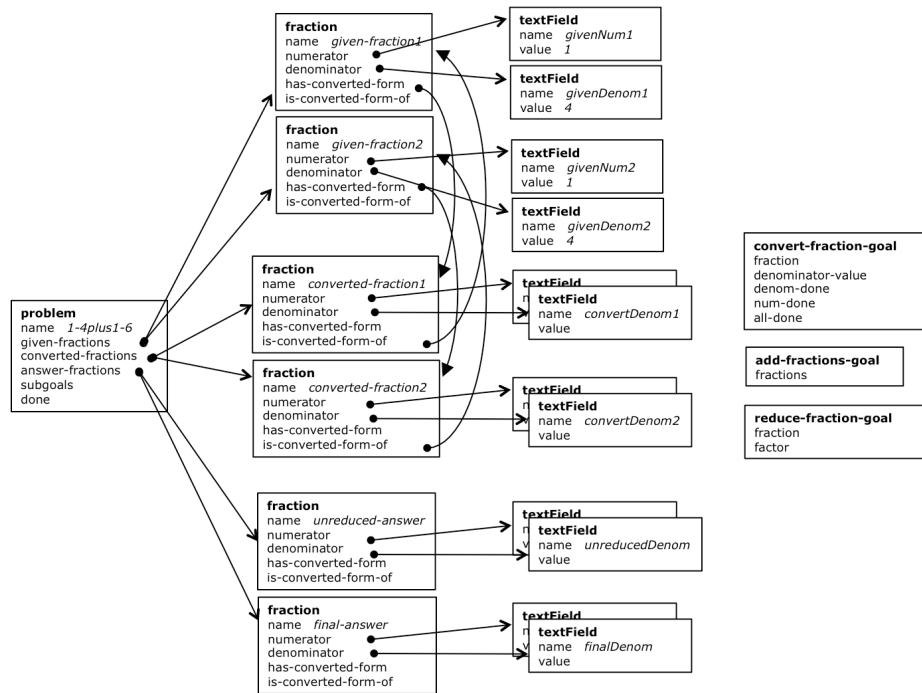 fraction
name given-fraction1
numerator
denominator
has-converted-form
is-converted-form-of
textField
name givenNum1
value 1
textField
name givenDenom1
value 4
fraction
name given-fraction2
numerator
denominator
has-converted-form
is-converted-form-of
textField
name givenNum2
value 1
textField
name givenDenom2
value 4
problem
name 1-4plus1-6
given-fractions
converted-fractions
answer-fractions
subgoals
done
fraction
name converted-fraction1
numerator
denominator
has-converted-form
is-converted-form-of
textField
name convertDenom1
value
fraction
name converted-fraction2
numerator
denominator
has-converted-form
is-converted-form-of
textField
textField
name convertDenom2
value
fraction
name unreduced-answer
numerator
denominator
has-converted-form
is-converted-form-of
textField
textField
name unreducedDenom
value
fraction
name final-answer
numerator
denominator
has-converted-form
is-converted-form-of
textField
textField
name finalDenom
value
convert-fraction-goal
fraction
denominator-value
denom-done
num-done
all-done
add-fractions-goal
fractions
reduce-fraction-goal
fraction
factor